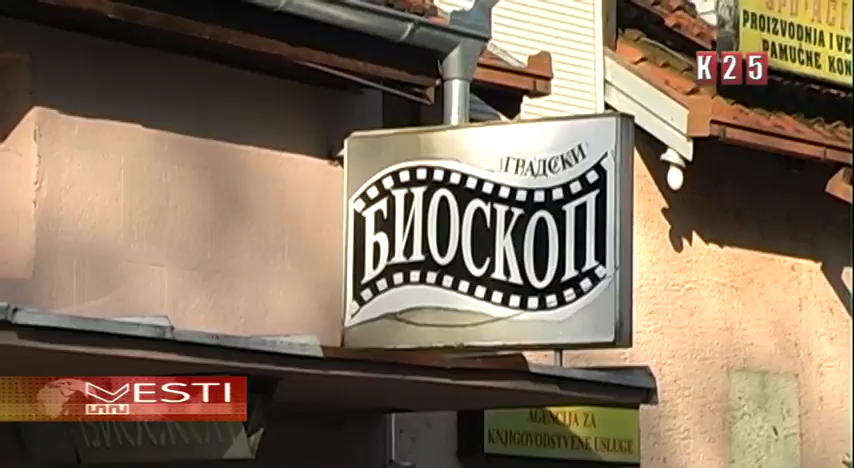 K25
PROIZVODNJA I VE
PAMUČNE KON
ГРАДСКИ
БИОСКОП
VESTI
AGENCIJA ZA
KNJIGOVODSTVENE USLUGE